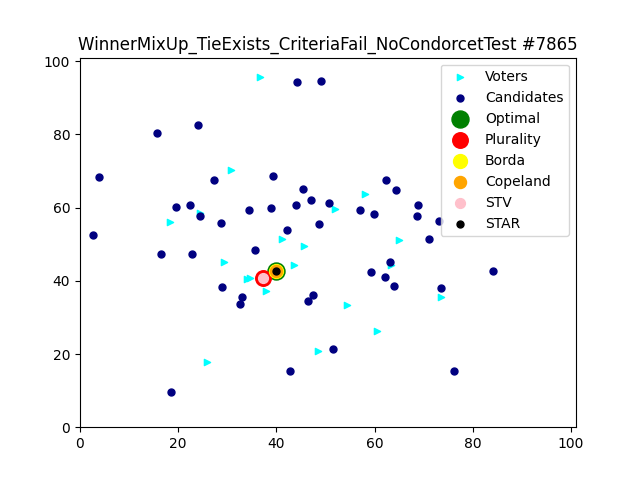 WinnerMixUp_TieExists_CriteriaFail_NoCondorcetTest #7865
100
80
60
40
20
0
0 20 40 60 80 100
Voters
Candidates
Optimal
Plurality
Borda
Copeland
STV
STAR